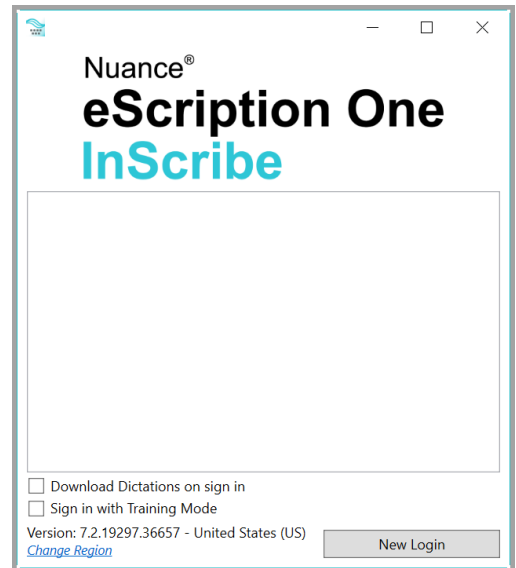 Nuance®
eScription One
InScribe
Download Dictations on sign in
Sign in with Training Mode
Version: 7.2.19297.36657 - United States (US)
Change Region
New Login